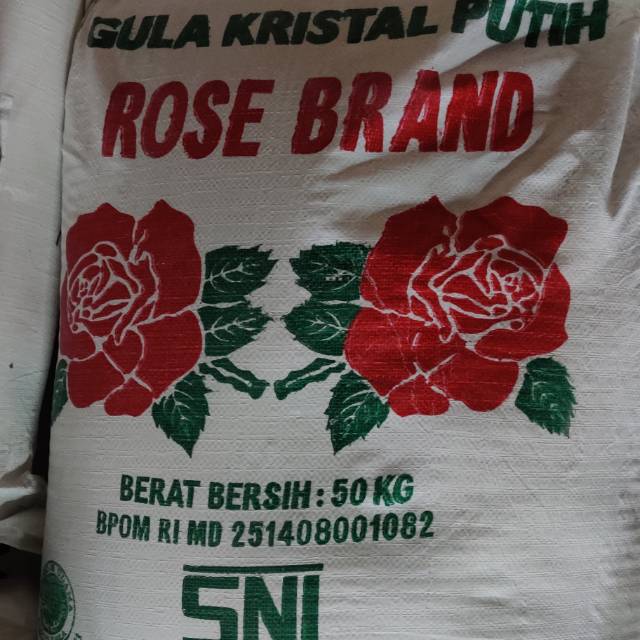 GULA KRISTAL PUTIH
ROSE BRAND
BERAT BERSIH : 50 KG
BPOM RI MD 251408001082
SNI